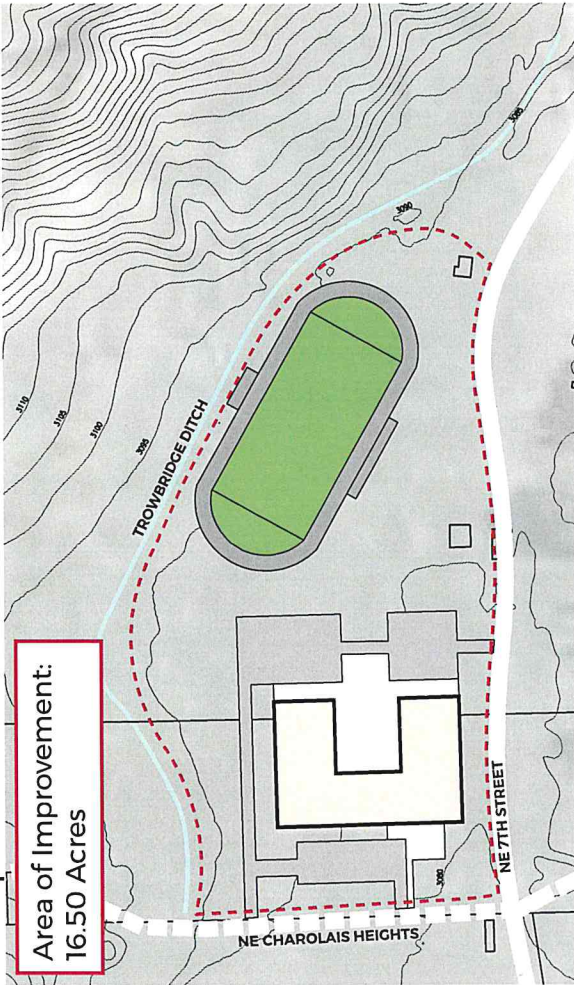 Area of Improvement:
16.50 Acres
TROWBRIDGE DITCH
NE CHAROLAIS HEIGHTS
NE 7TH STREET
3110
3105
3100
3095
3090
3085
3080